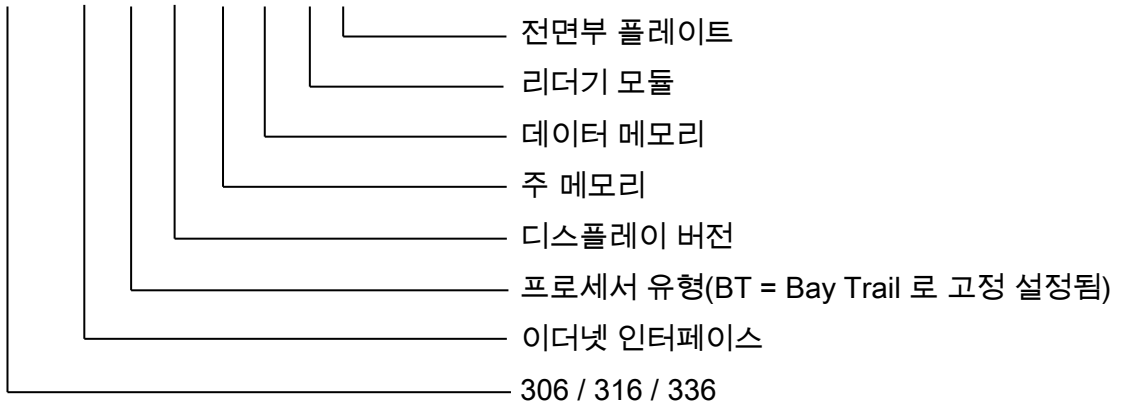 전면부 플레이트
리더기 모듈
데이터 메모리
주 메모리
디스플레이 버전
프로세서 유형(BT = Bay Trail 로 고정 설정됨)
이더넷 인터페이스
306 / 316 / 336